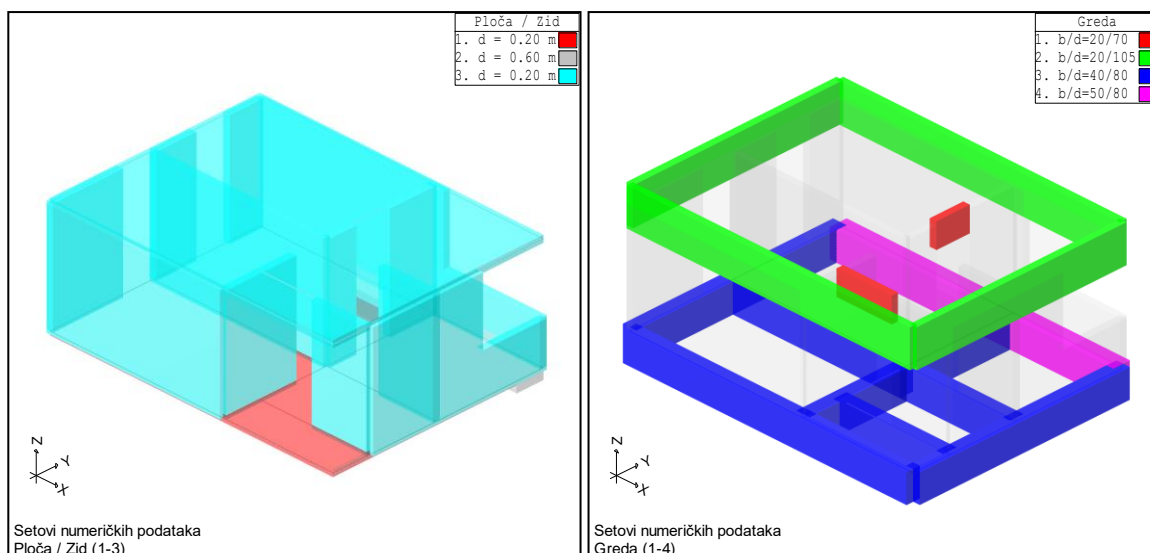 Ploča / Zid
1. d = 0.20 m
2. d = 0.60 m
3. d = 0.20 m
Z
Y
X
Setovi numeričkih podataka
Ploča / Zid (1-3)
Greda
1. b/d=20/70
2. b/d=20/105
3. b/d=40/80
4. b/d=50/80
Z
Y
X
Setovi numeričkih podataka
Greda (1-4)